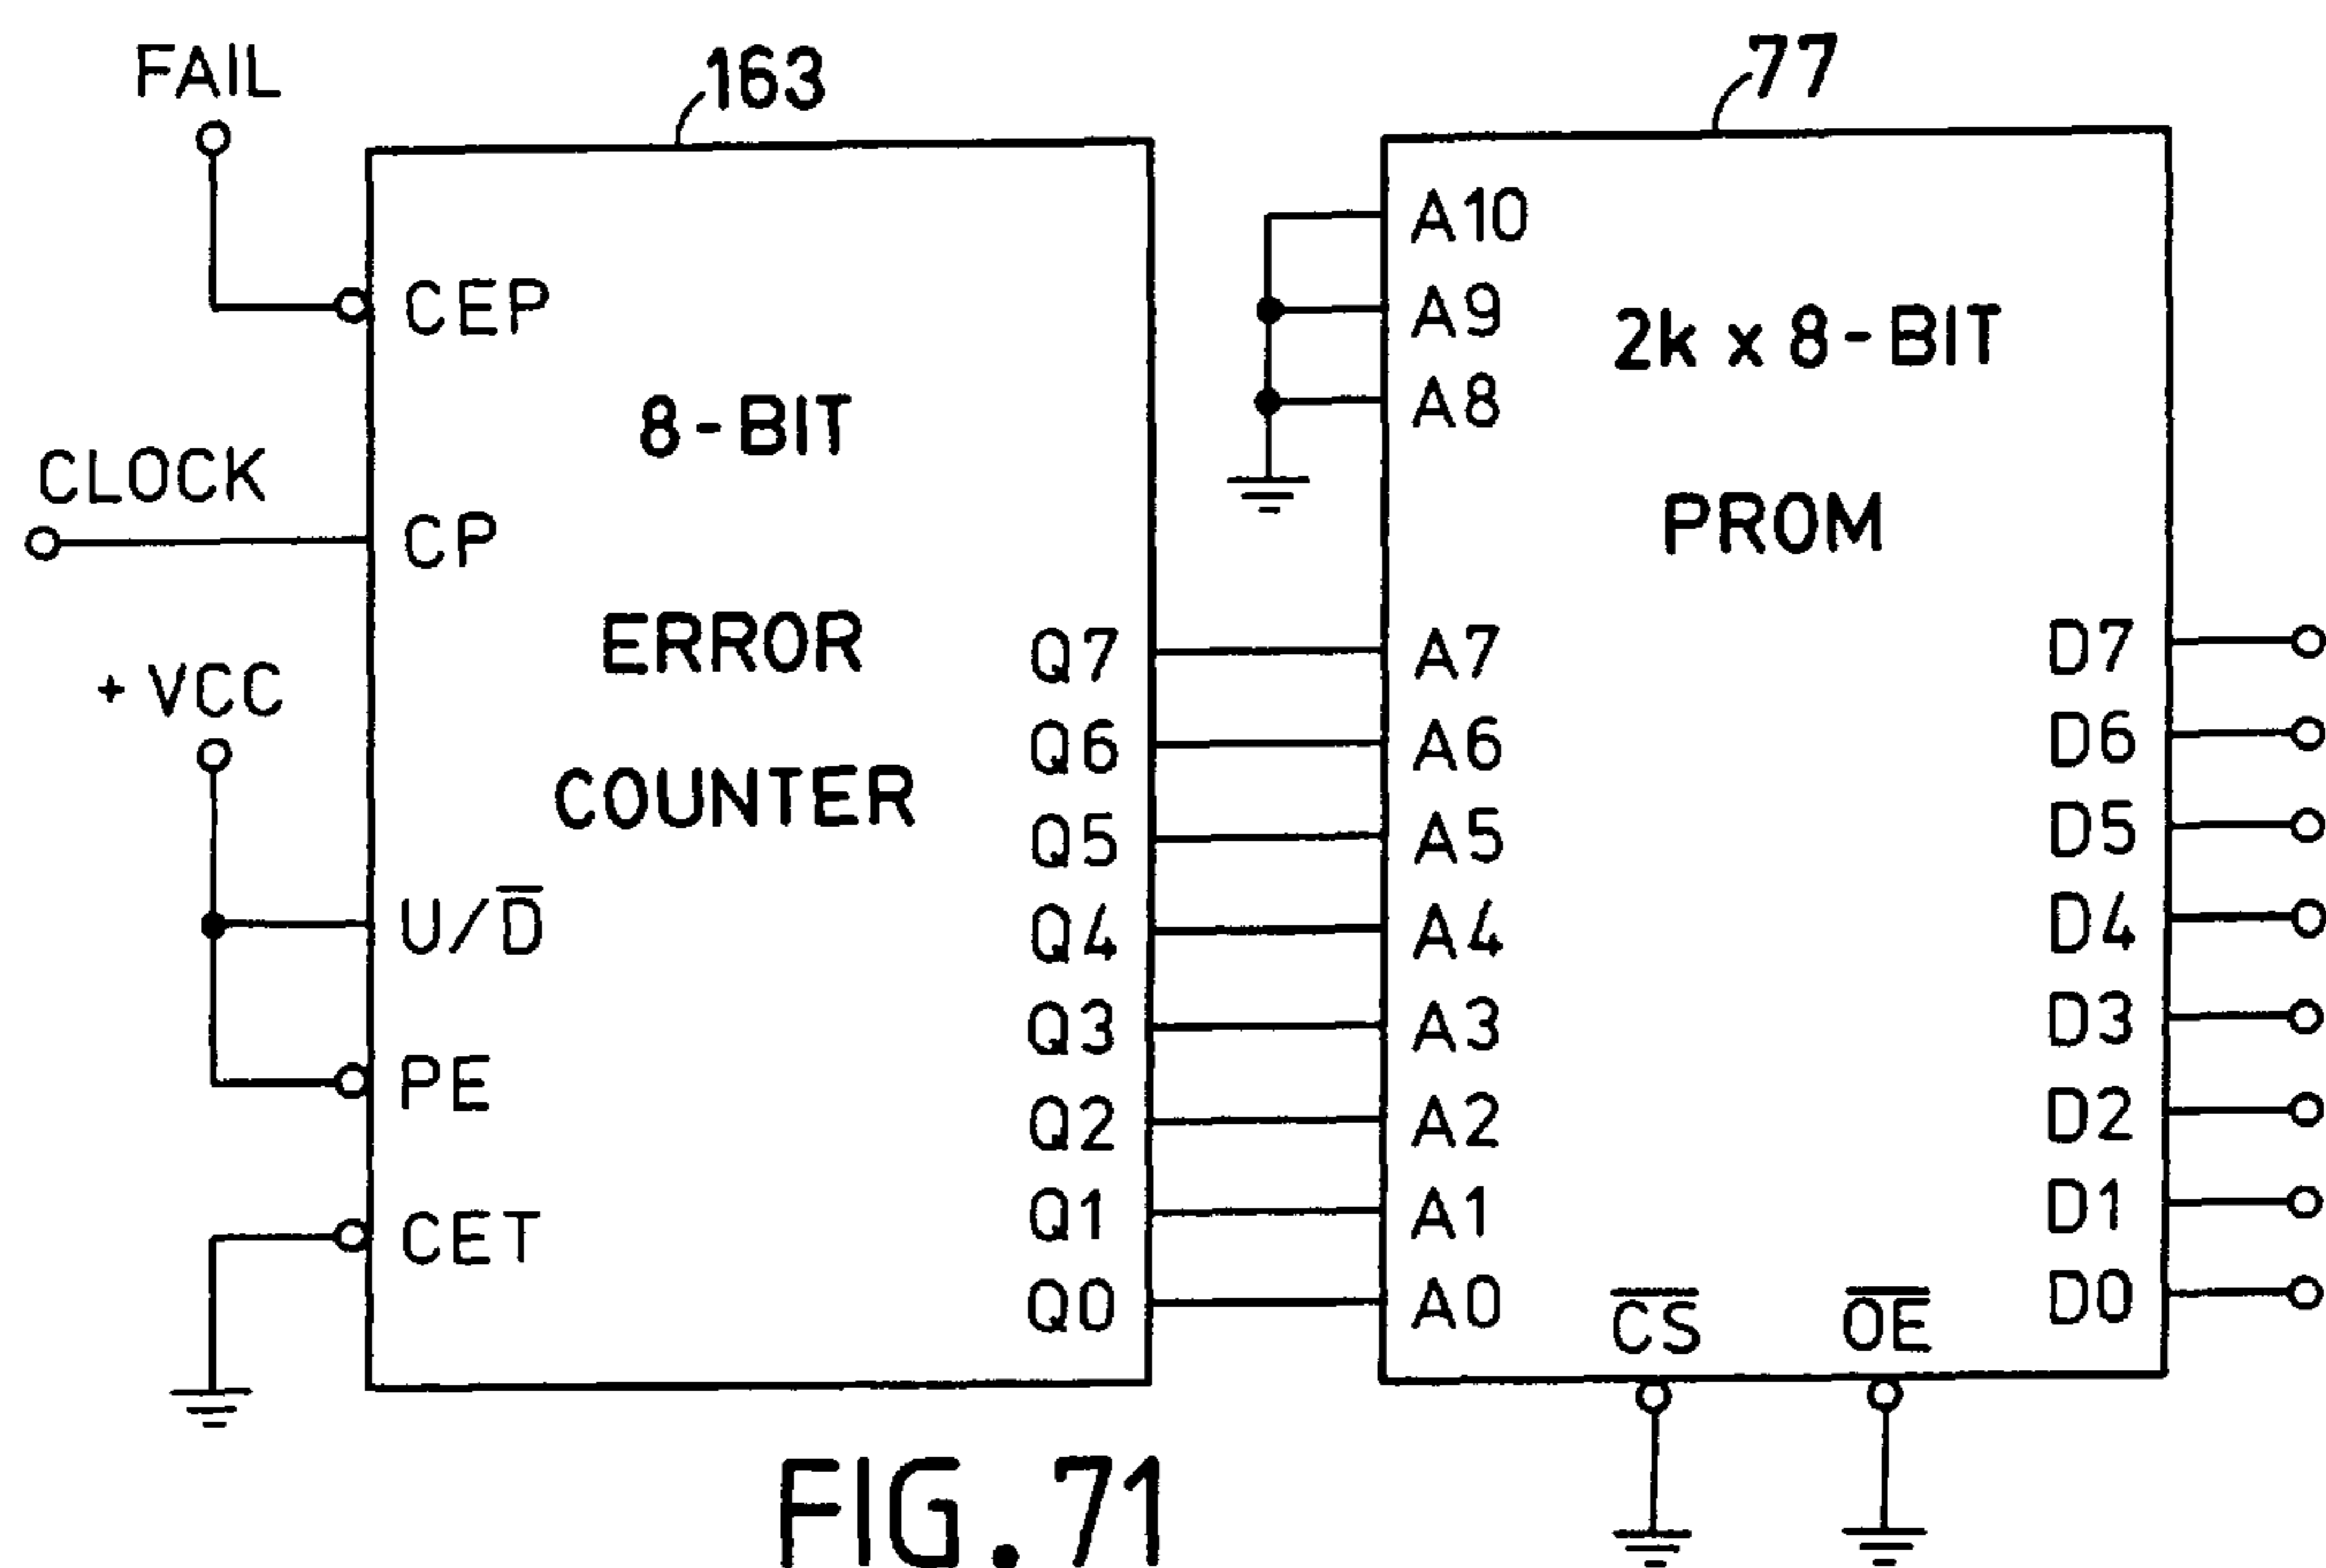 FAIL
163
77
CEP
CLOCK
CP
+VCC
U/D̅
PE
CET
8-BIT
ERROR
COUNTER
Q7
Q6
Q5
Q4
Q3
Q2
Q1
Q0
A10
A9
A8
A7
A6
A5
A4
A3
A2
A1
A0
2k x 8-BIT
PROM
C̅S̅
O̅E̅
D7
D6
D5
D4
D3
D2
D1
D0
FIG. 71